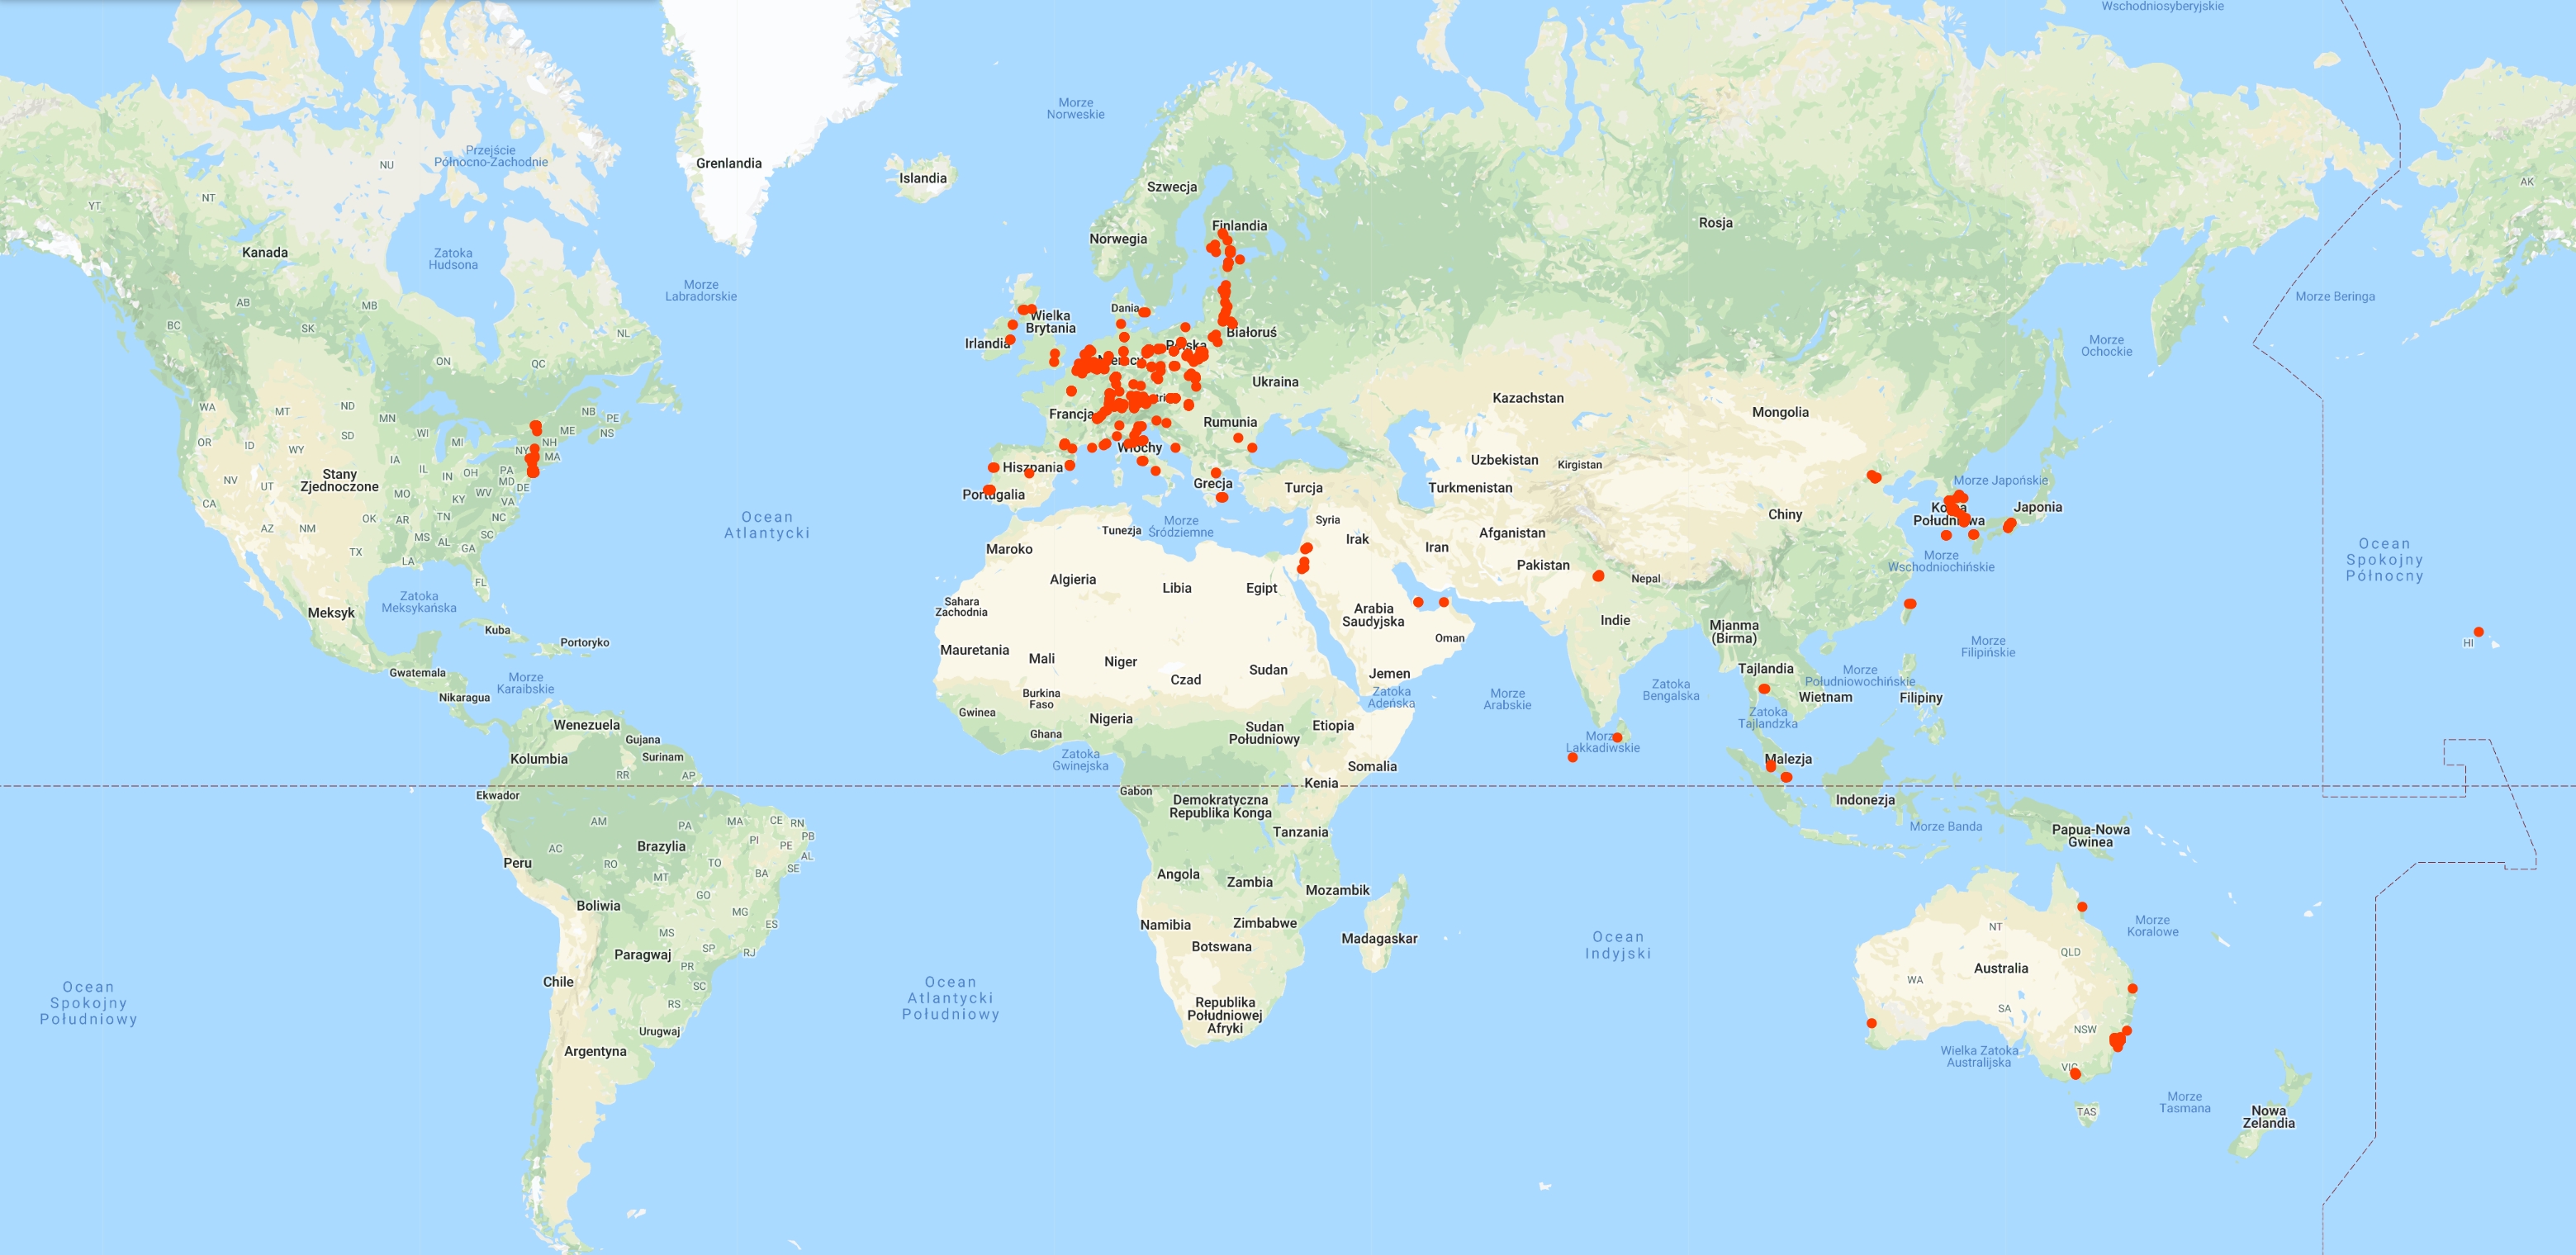 Wschodniosyberyjskie
Morze
Norweskie
Przejście
Północno-Zachodnie
NU
Grenlandia
Islandia
Szwecja
AK
NT
YT
Finlandia
Rosja
Norwegia
Kanada
Zatoka
Hudsona
Morze
Labradorskie
Morze Beringa
AB
MB
SK
BC
NL
Dania
Wielka
Brytania
Białoruś
Irlandia
Polska
Morze
Ochockie
ON
QC
Niemcy
Ukraina
Kazachstan
Mongolia
WA
MT
ND
MN
NB
PE
ME
NS
Francja
Rumunia
OR
ID
SD
WI
MI
NH
WY
NY
MA
Włochy
Uzbekistan
Kirgistan
Hiszpania
Stany
Zjednoczone
NV
UT
IA
IL
IN
OH
PA
MD
DE
Portugalia
Grecja
Turcja
Turkmenistan
Morze Japońskie
CA
MO
KY
WV
VA
Korea
Południowa
Japonia
Chiny
Ocean
Atlantycki
AZ
NM
OK
AR
TN
NC
MS
AL
SC
GA
Tunezja
Morze
Śródziemne
Syria
Irak
Iran
Afganistan
Maroko
TX
LA
FL
Pakistan
Nepal
Morze
Wschodniochińskie
Ocean
Spokojny
Północny
Algieria
Libia
Egipt
Zatoka
Meksykańska
Meksyk
Sahara
Zachodnia
Arabia
Saudyjska
Indie
Kuba
Portoryko
Oman
Mjanma
(Birma)
Morze
Filipińskie
HI
Mauretania
Mali
Niger
Czad
Sudan
Jemen
Gwatemala
Morze
Karaibskie
Nikaragua
Tajlandia
Morze
Południowochińskie
Wietnam
Filipiny
Burkina
Faso
Zatoka
Adeńska
Morze
Arabskie
Zatoka
Bengalska
Gwinea
Nigeria
Ghana
Sudan
Południowy
Etiopia
Zatoka
Tajlandzka
Wenezuela
Gujana
Surinam
Kolumbia
Zatoka
Gwinejska
Morze
Lakkadiwskie
Malezja
Somalia
RR
AP
Kenia
Ekwador
Gabon
Demokratyczna
Republika Konga
Indonezja
AM
PA
MA
CE
RN
PB
PI
PE
AL
SE
Tanzania
Morze Banda
Papua-Nowa
Gwinea
Brazylia
AC
RO
TO
BA
Peru
MT
Angola
Zambia
Mozambik
GO
Boliwia
MG
ES
Namibia
Zimbabwe
Madagaskar
Botswana
NT
Morze
Koralowe
MS
SP
RJ
Paragwaj
PR
Ocean
Indyjski
QLD
Australia
WA
Chile
SC
RS
Ocean
Spokojny
Południowy
Ocean
Atlantycki
Południowy
Republika
Południowej
Afryki
SA
NSW
Urugwaj
Argentyna
Wielka Zatoka
Australijska
VIC
TAS
Morze
Tasmana
Nowa
Zelandia